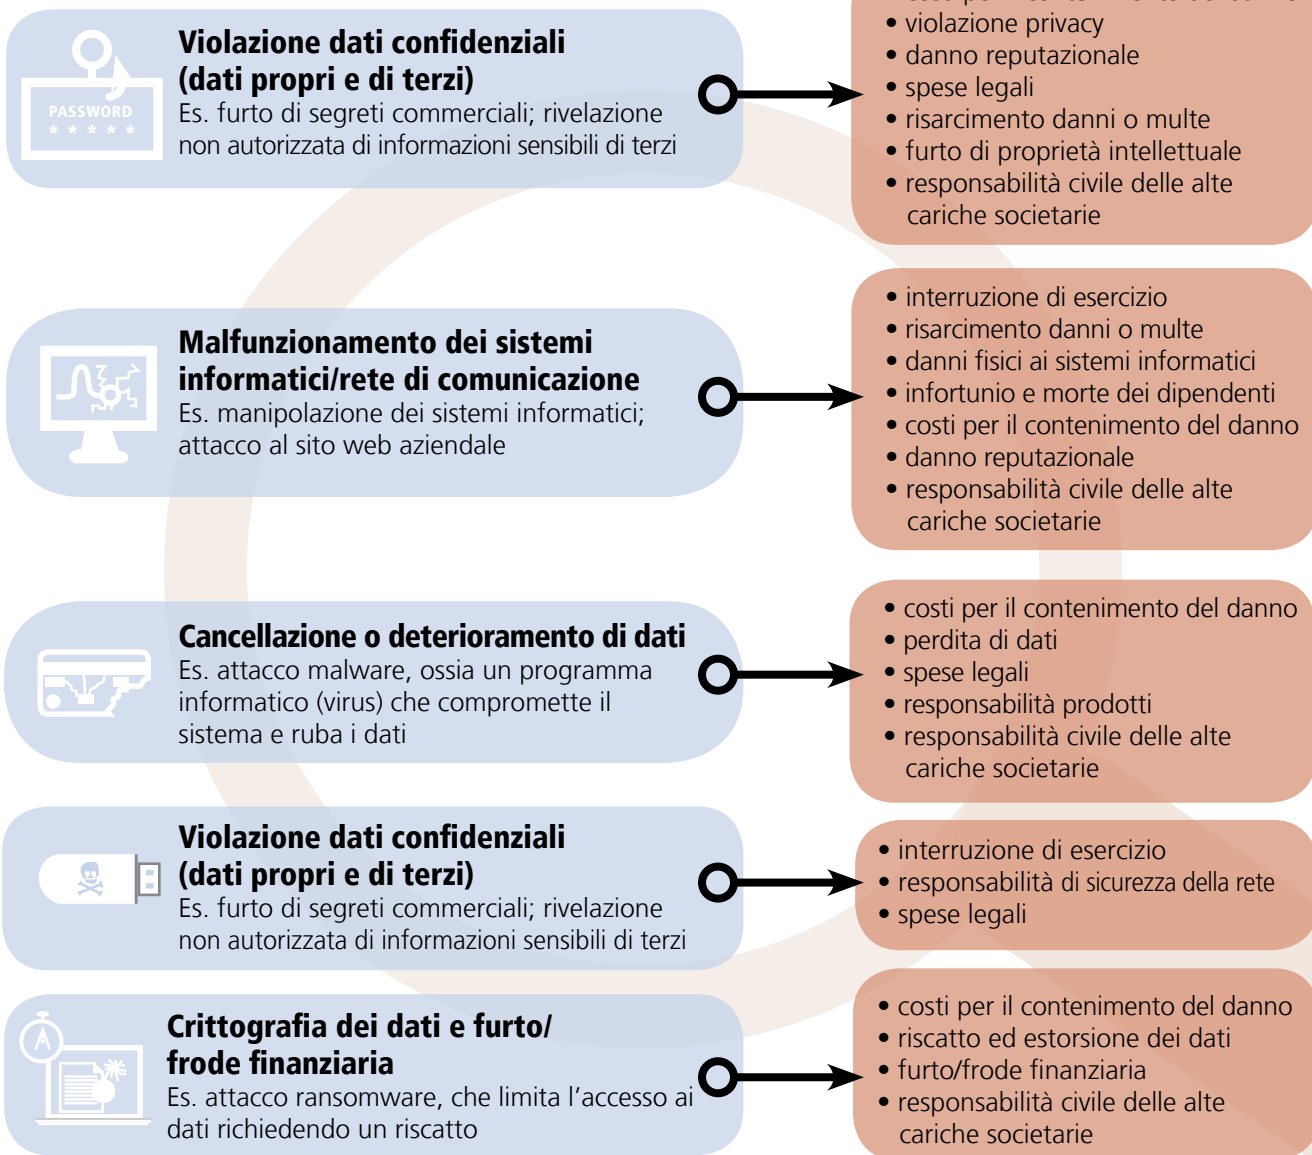 PASSWORD
* * * * *
Violazione dati confidenziali
(dati propri e di terzi)
Es. furto di segreti commerciali; rivelazione
non autorizzata di informazioni sensibili di terzi
• violazione privacy
• danno reputazionale
• spese legali
• risarcimento danni o multe
• furto di proprietà intellettuale
• responsabilità civile delle alte
cariche societarie
Malfunzionamento dei sistemi
informatici/rete di comunicazione
Es. manipolazione dei sistemi informatici;
attacco al sito web aziendale
• interruzione di esercizio
• risarcimento danni o multe
• danni fisici ai sistemi informatici
• infortunio e morte dei dipendenti
• costi per il contenimento del danno
• danno reputazionale
• responsabilità civile delle alte
cariche societarie
Cancellazione o deterioramento di dati
Es. attacco malware, ossia un programma
informatico (virus) che compromette il
sistema e ruba i dati
• costi per il contenimento del danno
• perdita di dati
• spese legali
• responsabilità prodotti
• responsabilità civile delle alte
cariche societarie
Violazione dati confidenziali
(dati propri e di terzi)
Es. furto di segreti commerciali; rivelazione
non autorizzata di informazioni sensibili di terzi
• interruzione di esercizio
• responsabilità di sicurezza della rete
• spese legali
Crittografia dei dati e furto/
frode finanziaria
Es. attacco ransomware, che limita l'accesso ai
dati richiedendo un riscatto
• costi per il contenimento del danno
• riscatto ed estorsione dei dati
• furto/frode finanziaria
• responsabilità civile delle alte
cariche societarie